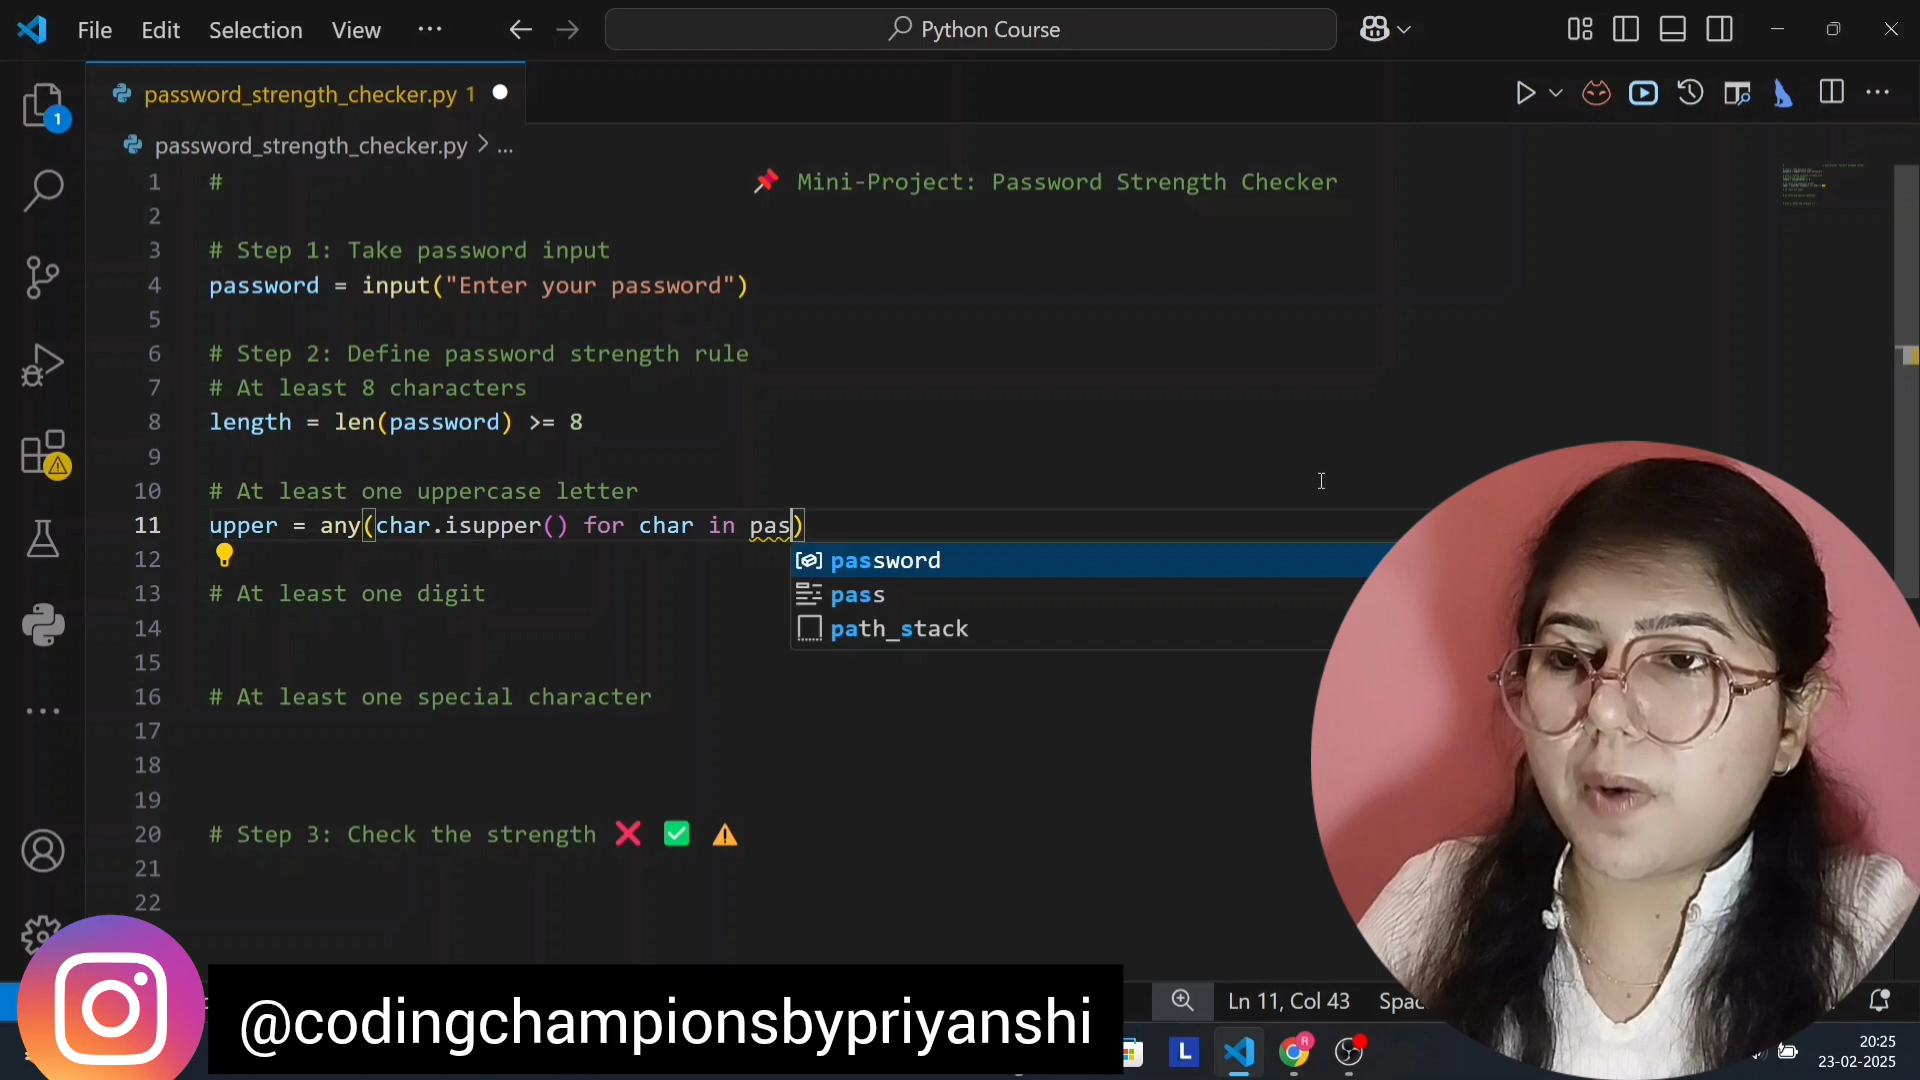 File Edit Selection View ··· Python Course
password_strength_checker.py 1
password_strength_checker.py > ...
1 # 📌 Mini-Project: Password Strength Checker
2
3 # Step 1: Take password input
4 password = input("Enter your password")
5
6 # Step 2: Define password strength rule
7 # At least 8 characters
8 length = len(password) >= 8
9
10 # At least one uppercase letter
11 upper = any(char.isupper() for char in pas)
12
password
13 # At least one digit
pass
14
path_stack
15
16 # At least one special character
17
18
19
20 # Step 3: Check the strength ❌ ✅ ⚠
21
22
1
@codingchampionsbypriyanshi
Ln 11, Col 43
L
R
20:25
23-02-2025